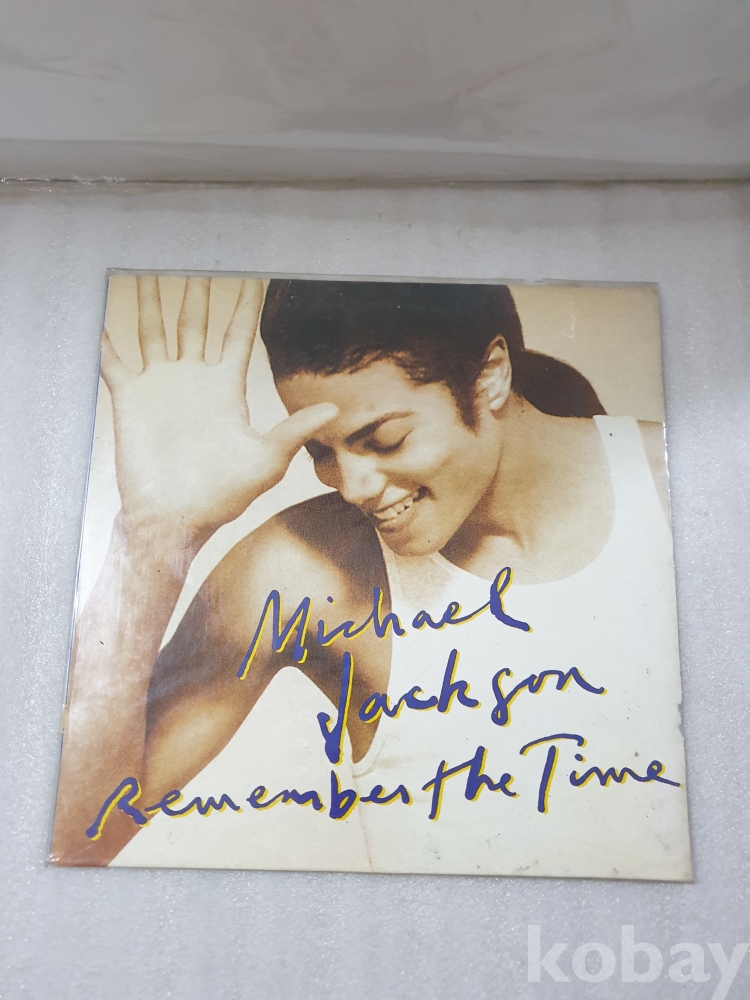 Michael
Jackson
Remember the Time
kobay